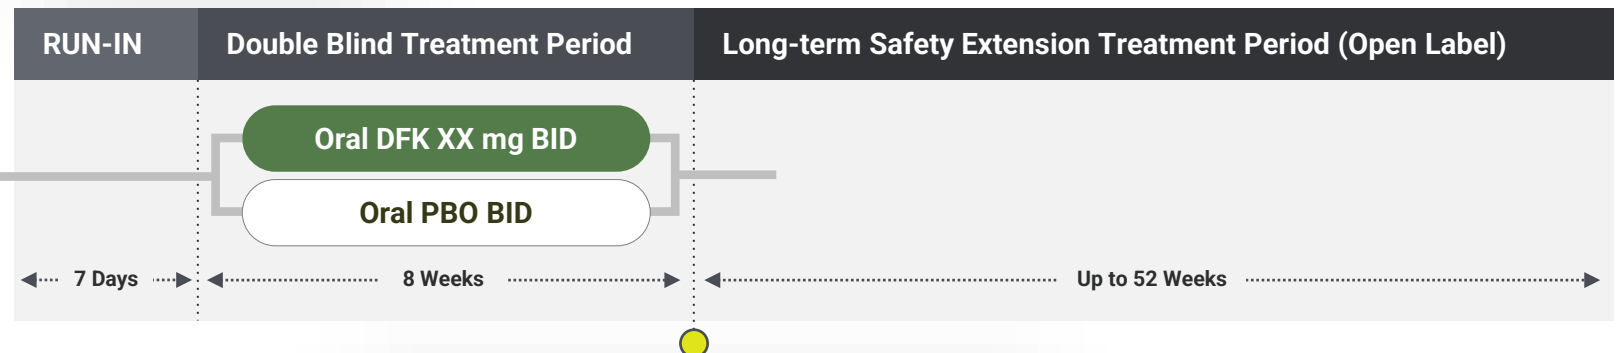 RUN-IN
Double Blind Treatment Period
Long-term Safety Extension Treatment Period (Open Label)
Oral DFK XX mg BID
Oral PBO BID
7 Days
8 Weeks
Up to 52 Weeks